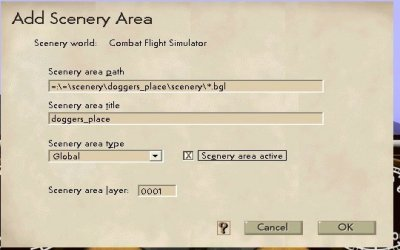 Add Scenery Area
Scenery world: Combat Flight Simulator
Scenery area path
=:\=\scenery\doggers_place\scenery\*.bgl
Scenery area title
doggers_place
Scenery area type
Global
X Scenery area active
Scenery area layer: 0001
? Cancel OK